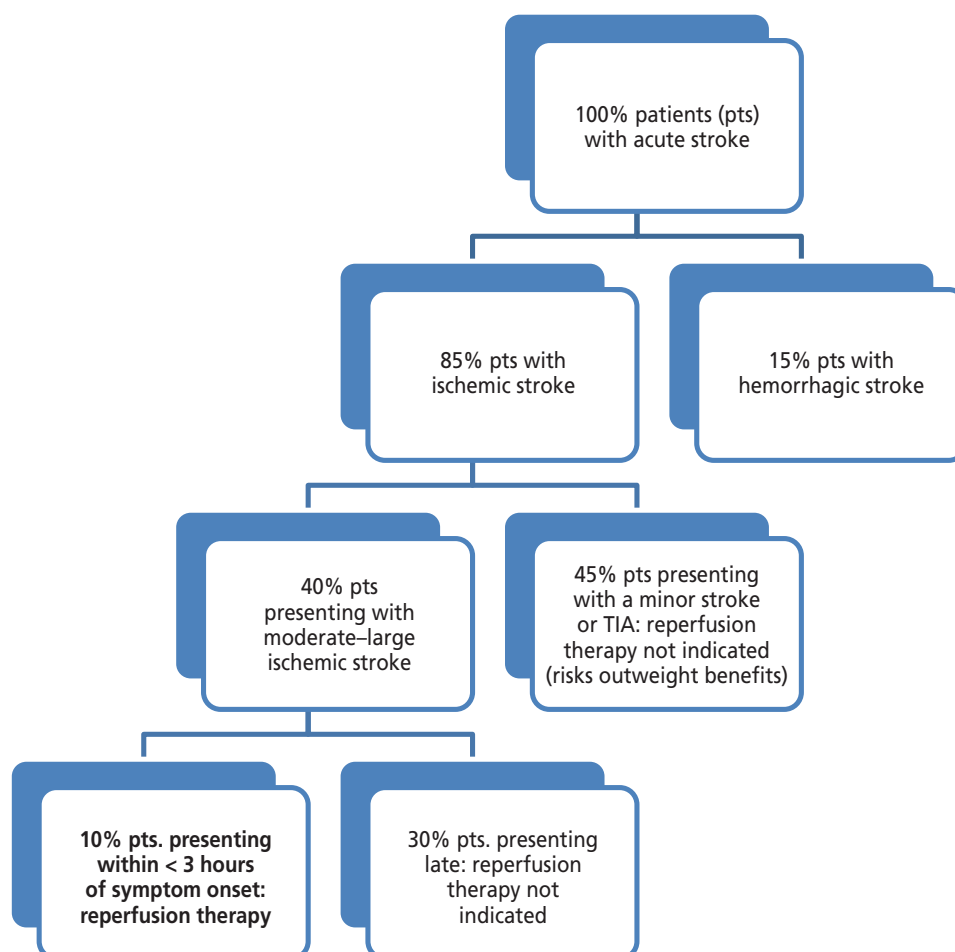 100% patients (pts)
with acute stroke
85% pts with
ischemic stroke
15% pts with
hemorrhagic stroke
40% pts
presenting with
moderate–large
ischemic stroke
45% pts presenting
with a minor stroke
or TIA: reperfusion
therapy not indicated
(risks outweight benefits)
10% pts. presenting
within < 3 hours
of symptom onset:
reperfusion therapy
30% pts. presenting
late: reperfusion
therapy not
indicated